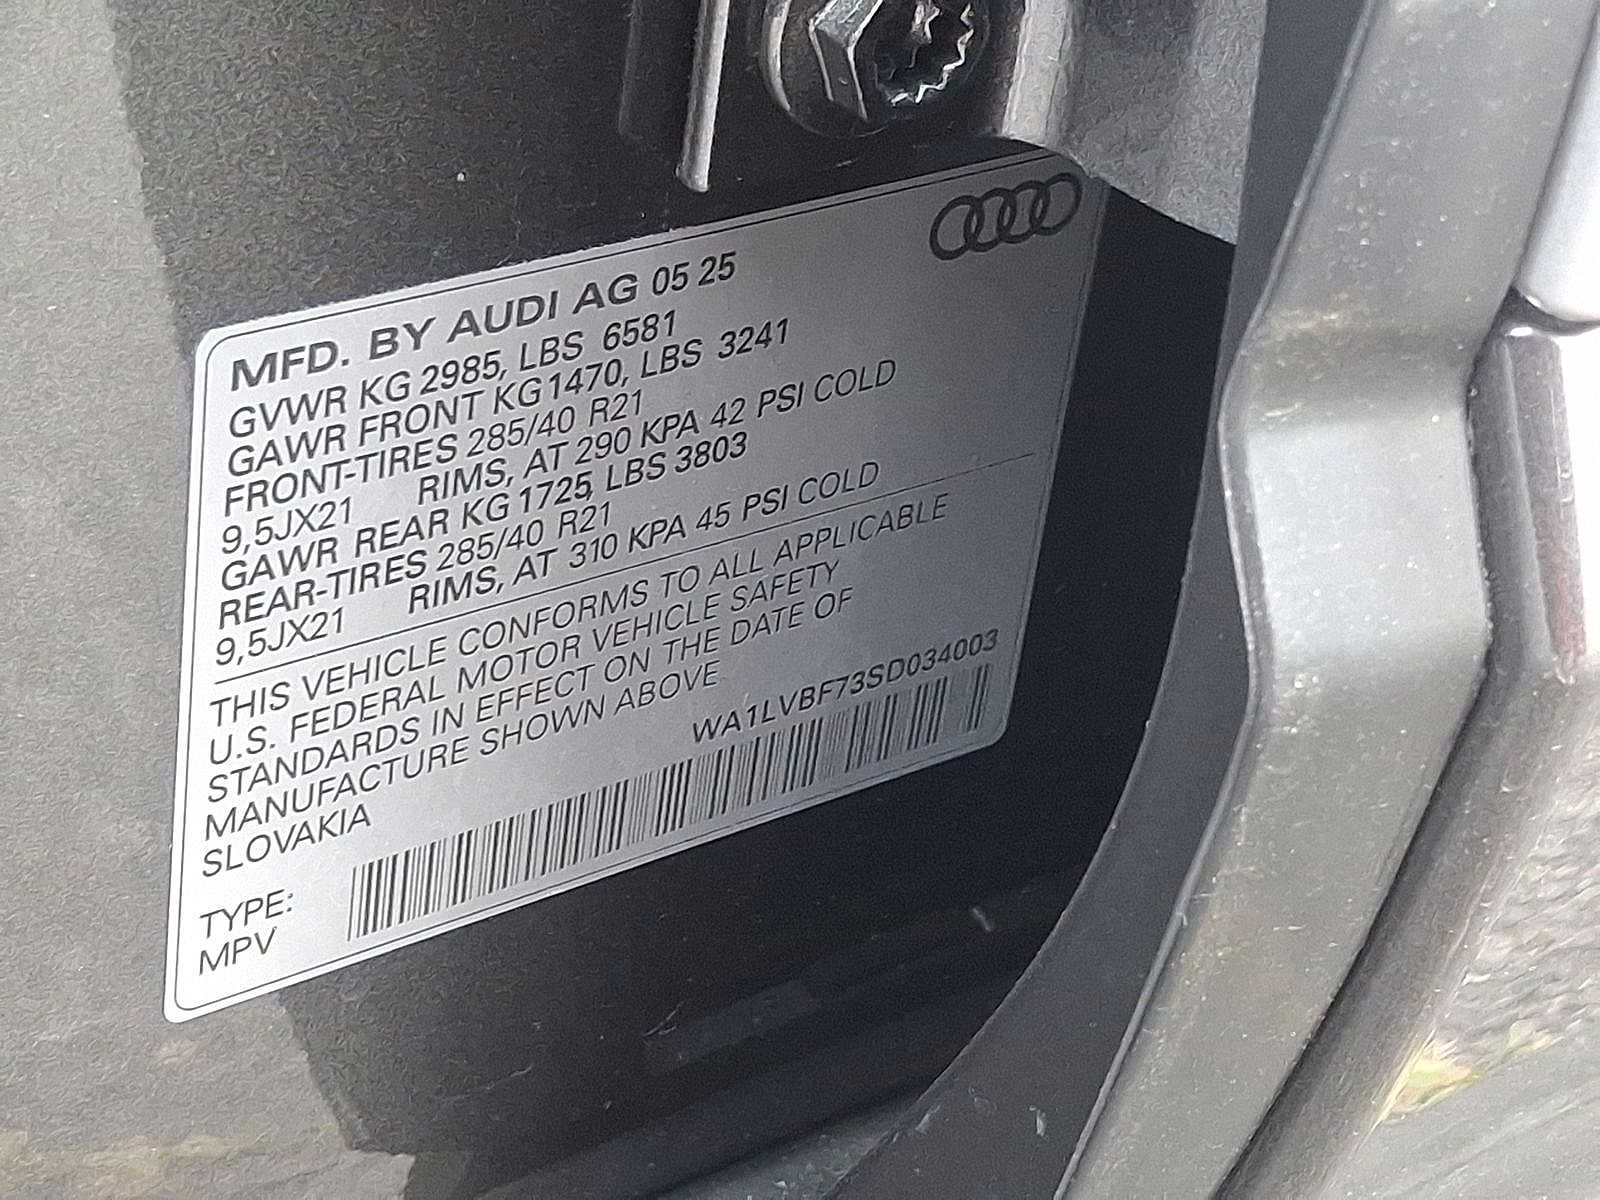 MFD. BY AUDI AG 05 25
GVWR KG 2985, LBS 6581
GAWR FRONT KG 1470, LBS 3241
FRONT-TIRES 285/40 R21
9,5JX21 RIMS, AT 290 KPA 42 PSI COLD
GAWR REAR KG 1725, LBS 3803
REAR-TIRES 285/40 R21
9,5JX21 RIMS, AT 310 KPA 45 PSI COLD
THIS VEHICLE CONFORMS TO ALL APPLICABLE
U.S. FEDERAL MOTOR VEHICLE SAFETY
STANDARDS IN EFFECT ON THE DATE OF
MANUFACTURE SHOWN ABOVE
SLOVAKIA
WA1LVBF73SD034003
TYPE:
MPV